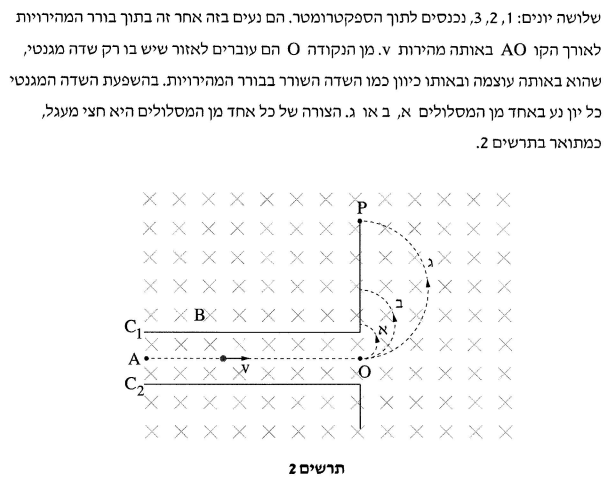 שלושה יונים: 1, 2, 3, נכנסים לתוך הספקטרומטר. הם נעים בזה אחר זה בתוך בורר המהירויות
לאורך הקו AO באותה מהירות v. מן הנקודה O הם עוברים לאזור שיש בו רק שדה מגנטי,
שהוא באותה עוצמה ובאותו כיוון כמו השדה השורר בבורר המהירויות. בהשפעת השדה המגנטי
כל יון נע באחד מן המסלולים א, ב או ג. הצורה של כל אחד מן המסלולים היא חצי מעגל,
כמתואר בתרשים 2.
P
ג
ב
B
א
C1
A
v
O
C2
תרשים 2